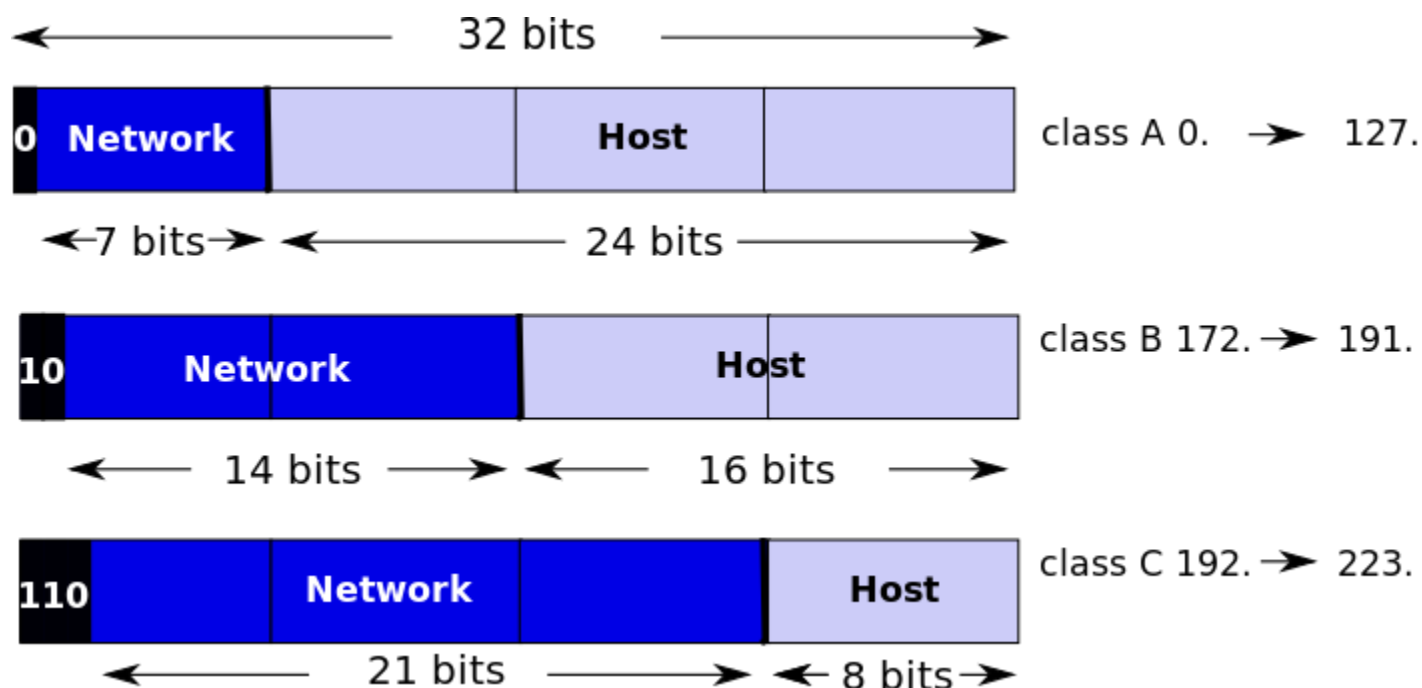 32 bits
0 Network Host class A 0. 127.
7 bits 24 bits
10 Network Host class B 172. 191.
14 bits 16 bits
110 Network Host class C 192. 223.
21 bits 8 bits